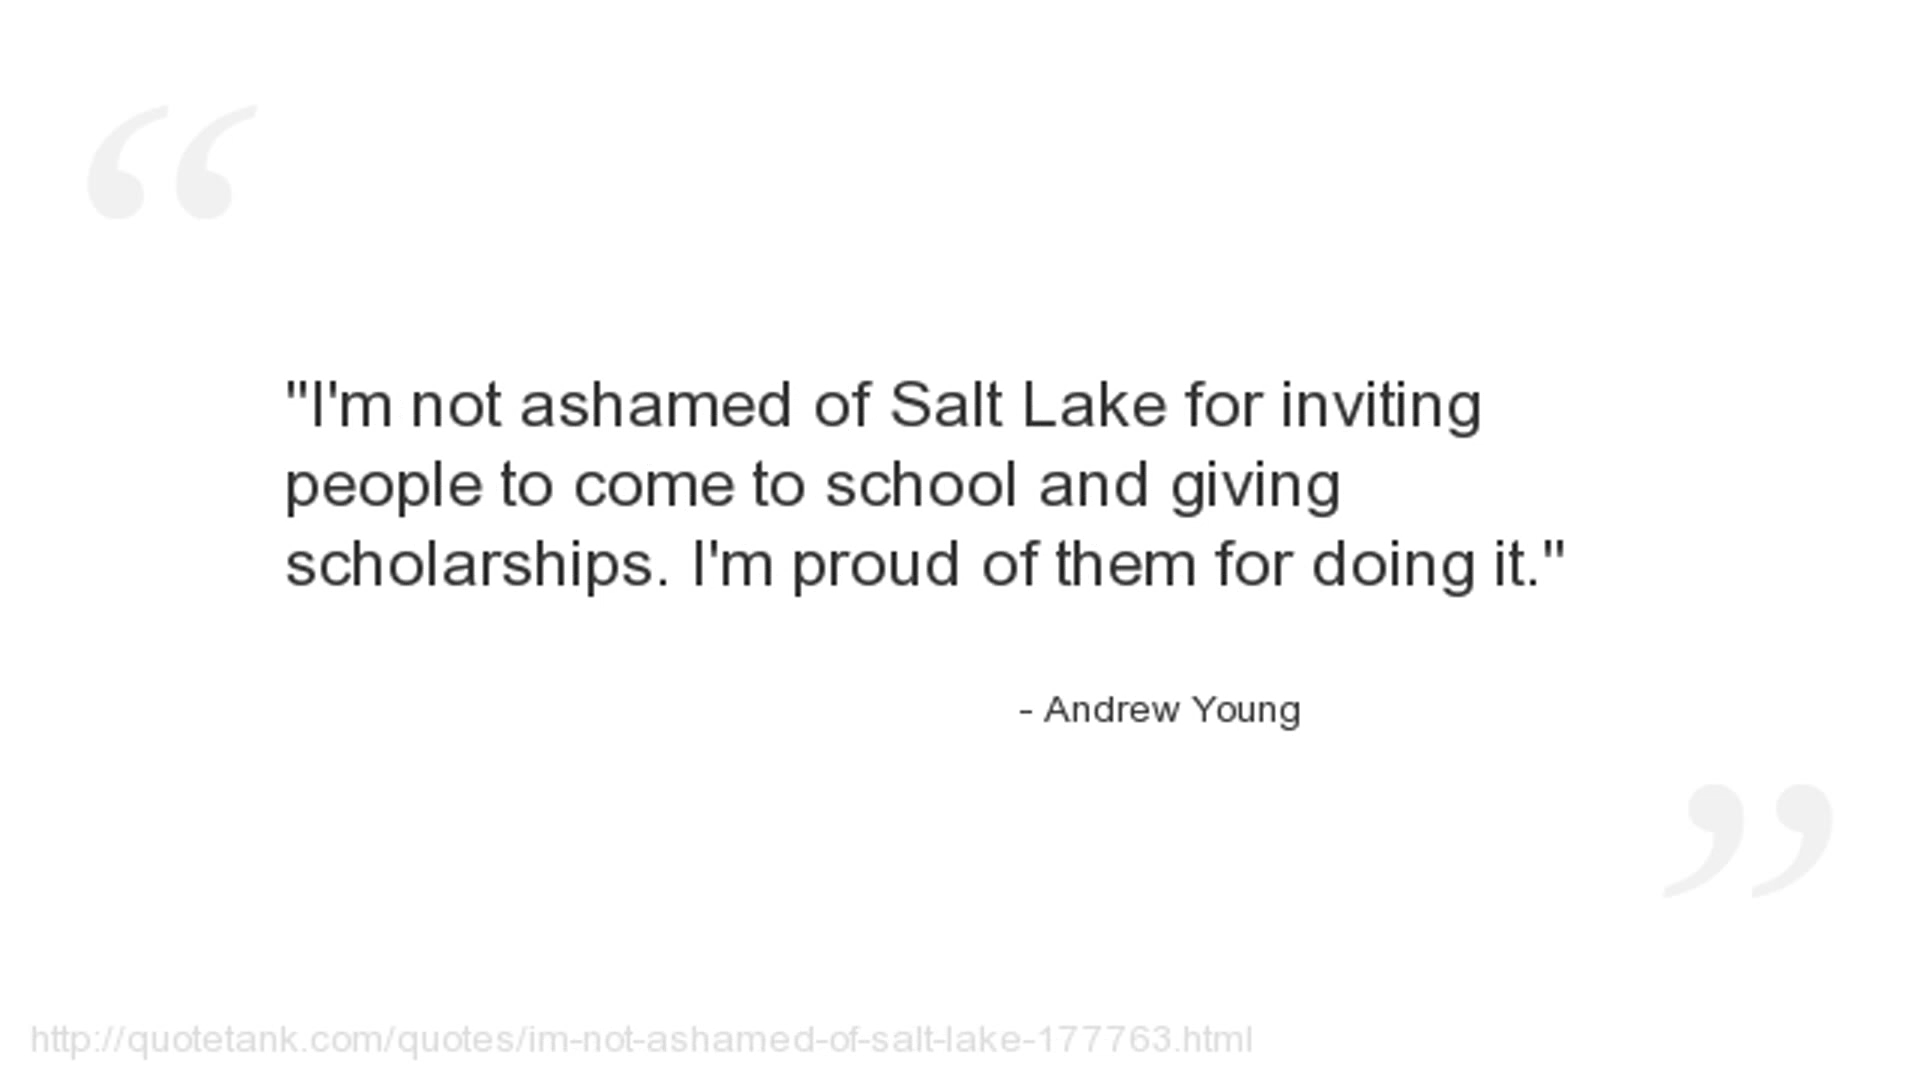 "I'm not ashamed of Salt Lake for inviting
people to come to school and giving
scholarships. I'm proud of them for doing it."
- Andrew Young
http://quotetank.com/quotes/im-not-ashamed-of-salt-lake-177763.html